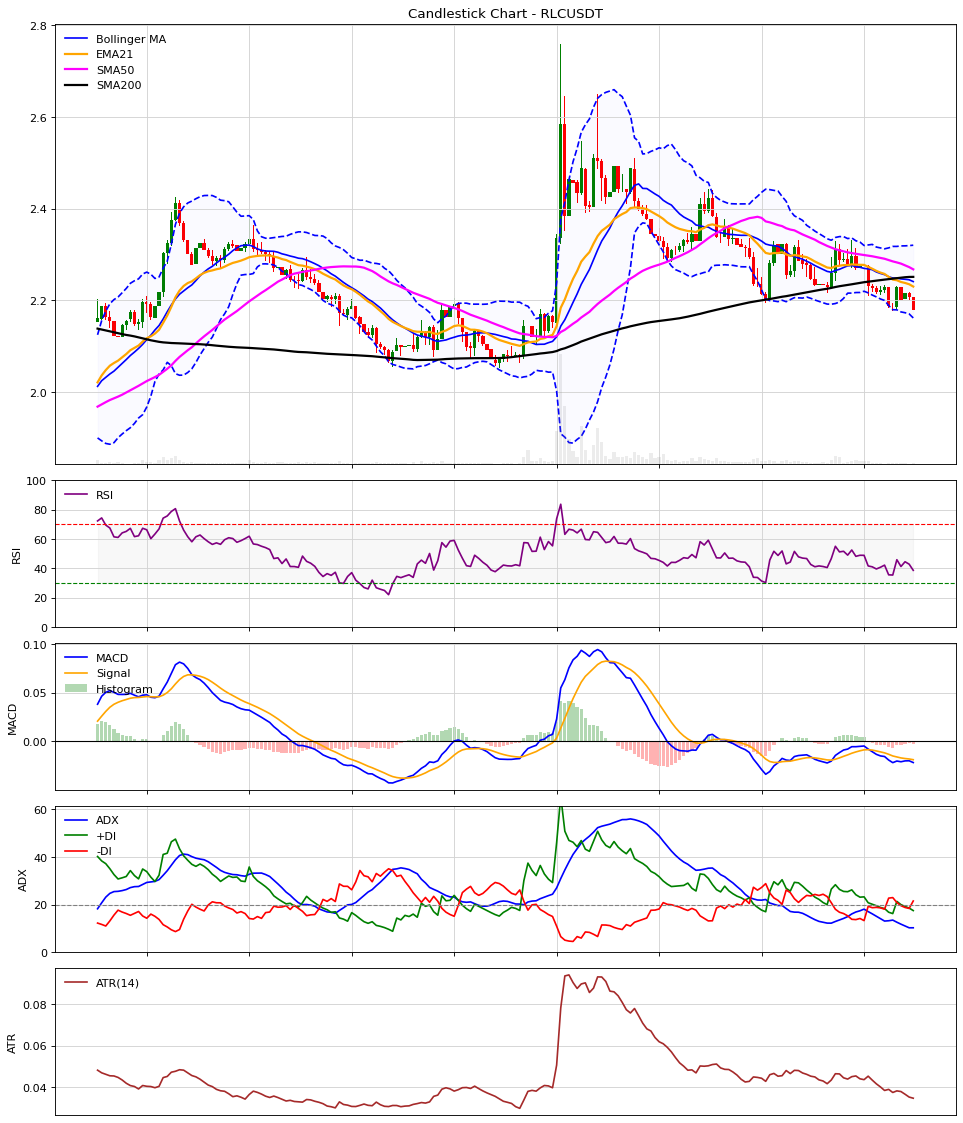 Candlestick Chart - RLCUSDT
2.8
2.6
2.4
2.2
2.0
Bollinger MA
EMA21
SMA50
SMA200
100
80
60
40
20
0
RSI
RSI
0.10
0.05
0.00
MACD
MACD
Signal
Histogram
60
40
20
0
ADX
ADX
+DI
-DI
0.08
0.06
0.04
ATR
ATR(14)